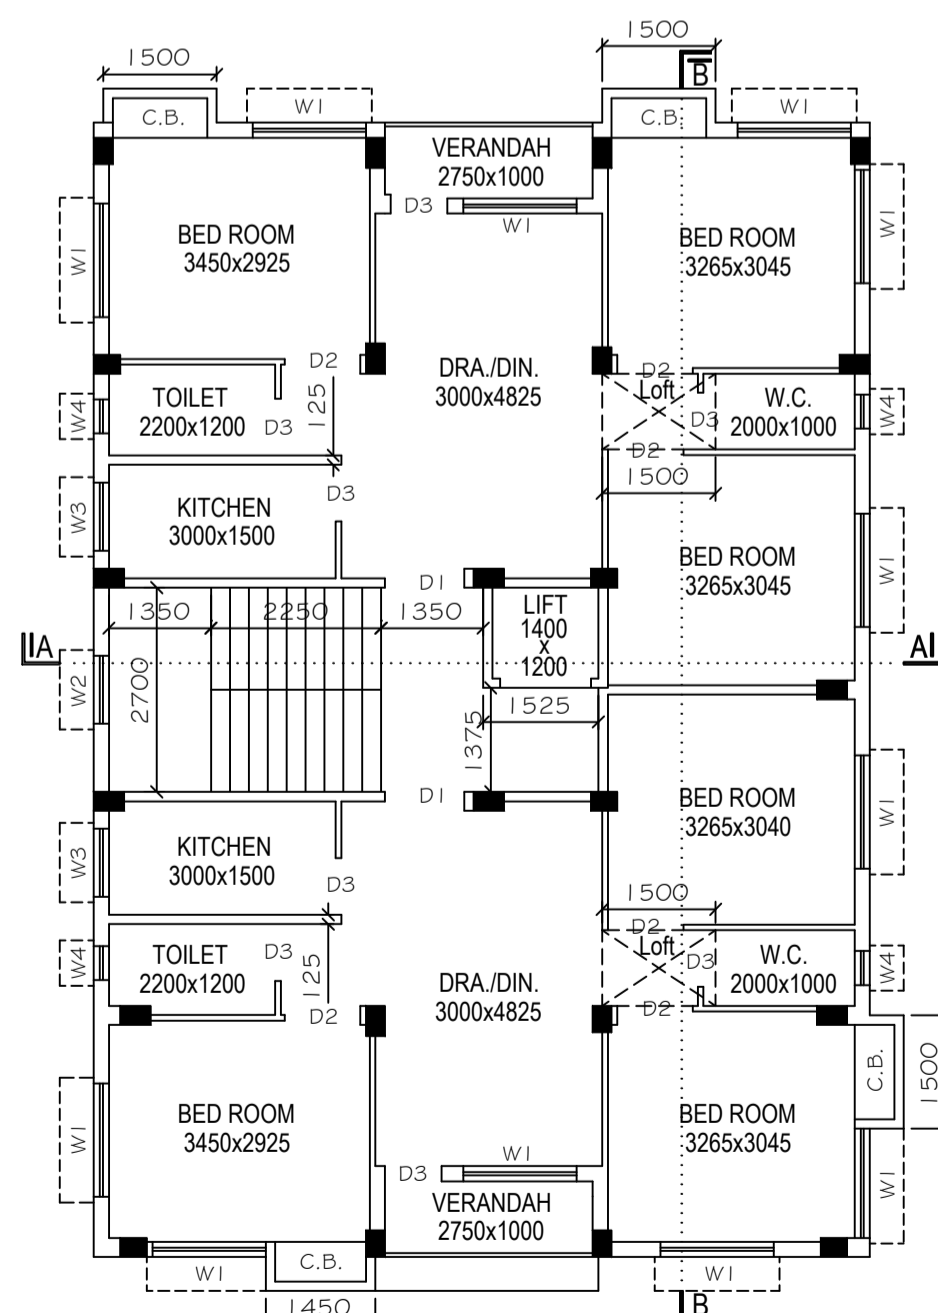 1500
1500
B
C.B.
W1
C.B.
W1
VERANDAH
2750x1000
D3
W1
W1
BED ROOM
3450x2925
BED ROOM
3265x3045
W1
D2
DRA./DIN.
3000x4825
D2
Loft
W4
TOILET
2200x1200
D3
125
D3
W.C.
2000x1000
W4
D2
1500
W3
KITCHEN
3000x1500
D3
BED ROOM
3265x3045
W1
D1
1350
2250
1350
LIFT
1400
x
1200
A
A
W2
2700
1525
1375
D1
BED ROOM
3265x3040
W1
W3
KITCHEN
3000x1500
D3
1500
D2
Loft
W4
TOILET
2200x1200
D3
125
D3
W.C.
2000x1000
W4
DRA./DIN.
3000x4825
D2
D2
C.B.
1500
W1
BED ROOM
3450x2925
BED ROOM
3265x3045
D3
W1
W1
VERANDAH
2750x1000
W1
C.B.
W1
1450
B